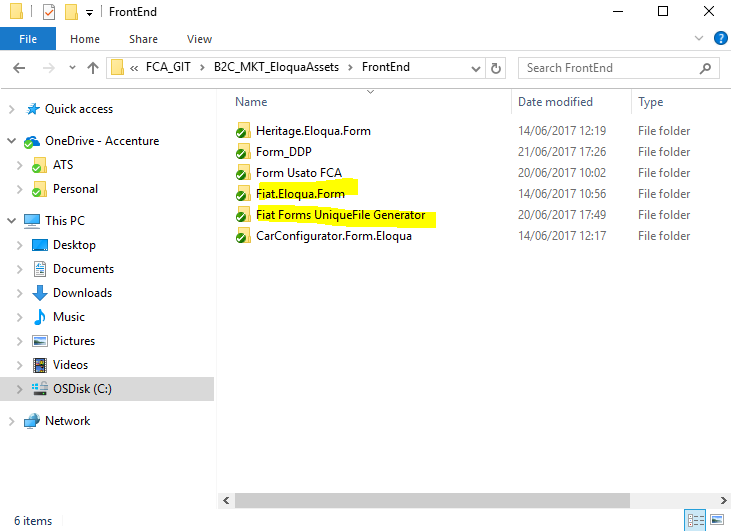 FrontEnd
File Home Share View
« FCA_GIT B2C_MKT_EloquaAssets FrontEnd Search FrontEnd
Name Date modified Type
Quick access
OneDrive - Accenture
ATS
Personal
This PC
Desktop
Documents
Downloads
Music
Pictures
Videos
OSDisk (C:)
Network
Heritage.Eloqua.Form 14/06/2017 12:19 File folder
Form_DDP 21/06/2017 17:26 File folder
Form Usato FCA 20/06/2017 10:02 File folder
Fiat.Eloqua.Form 14/06/2017 10:56 File folder
Fiat Forms UniqueFile Generator 20/06/2017 17:49 File folder
CarConfigurator.Form.Eloqua 14/06/2017 12:17 File folder
6 items